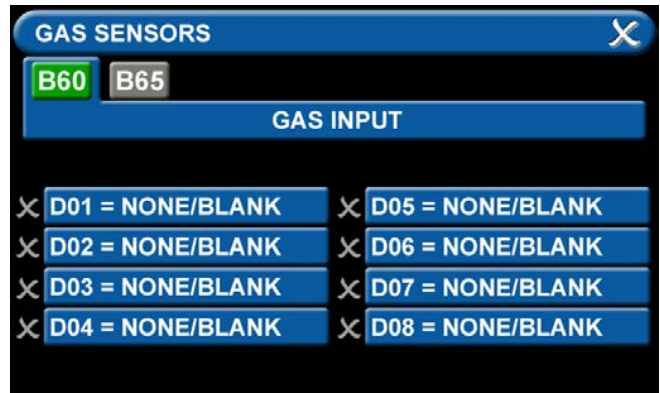 GAS SENSORS
B60 B65
GAS INPUT
D01 = NONE/BLANK
D02 = NONE/BLANK
D03 = NONE/BLANK
D04 = NONE/BLANK
D05 = NONE/BLANK
D06 = NONE/BLANK
D07 = NONE/BLANK
D08 = NONE/BLANK